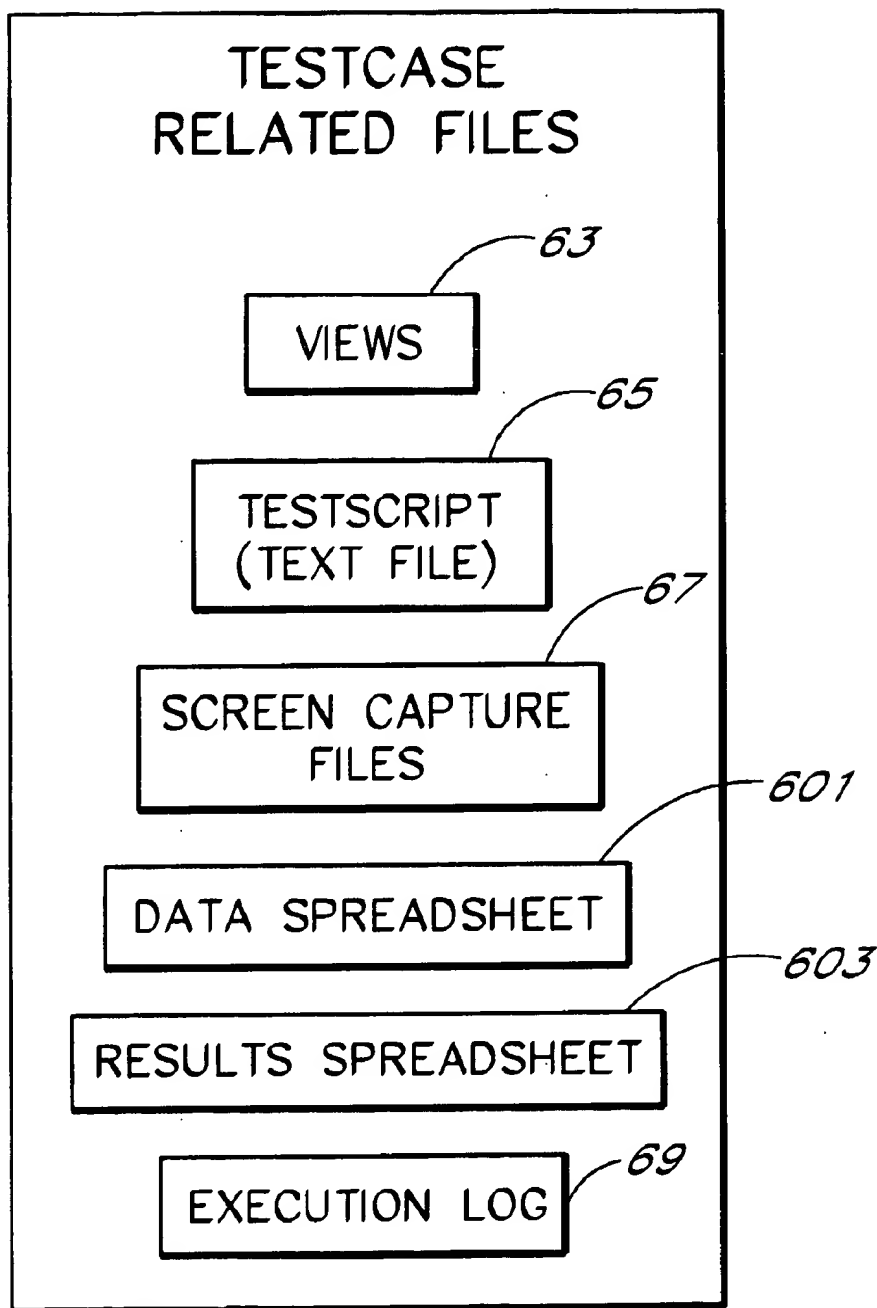 TESTCASE
RELATED FILES
63
VIEWS
65
TESTSCRIPT
(TEXT FILE)
67
SCREEN CAPTURE
FILES
601
DATA SPREADSHEET
603
RESULTS SPREADSHEET
69
EXECUTION LOG